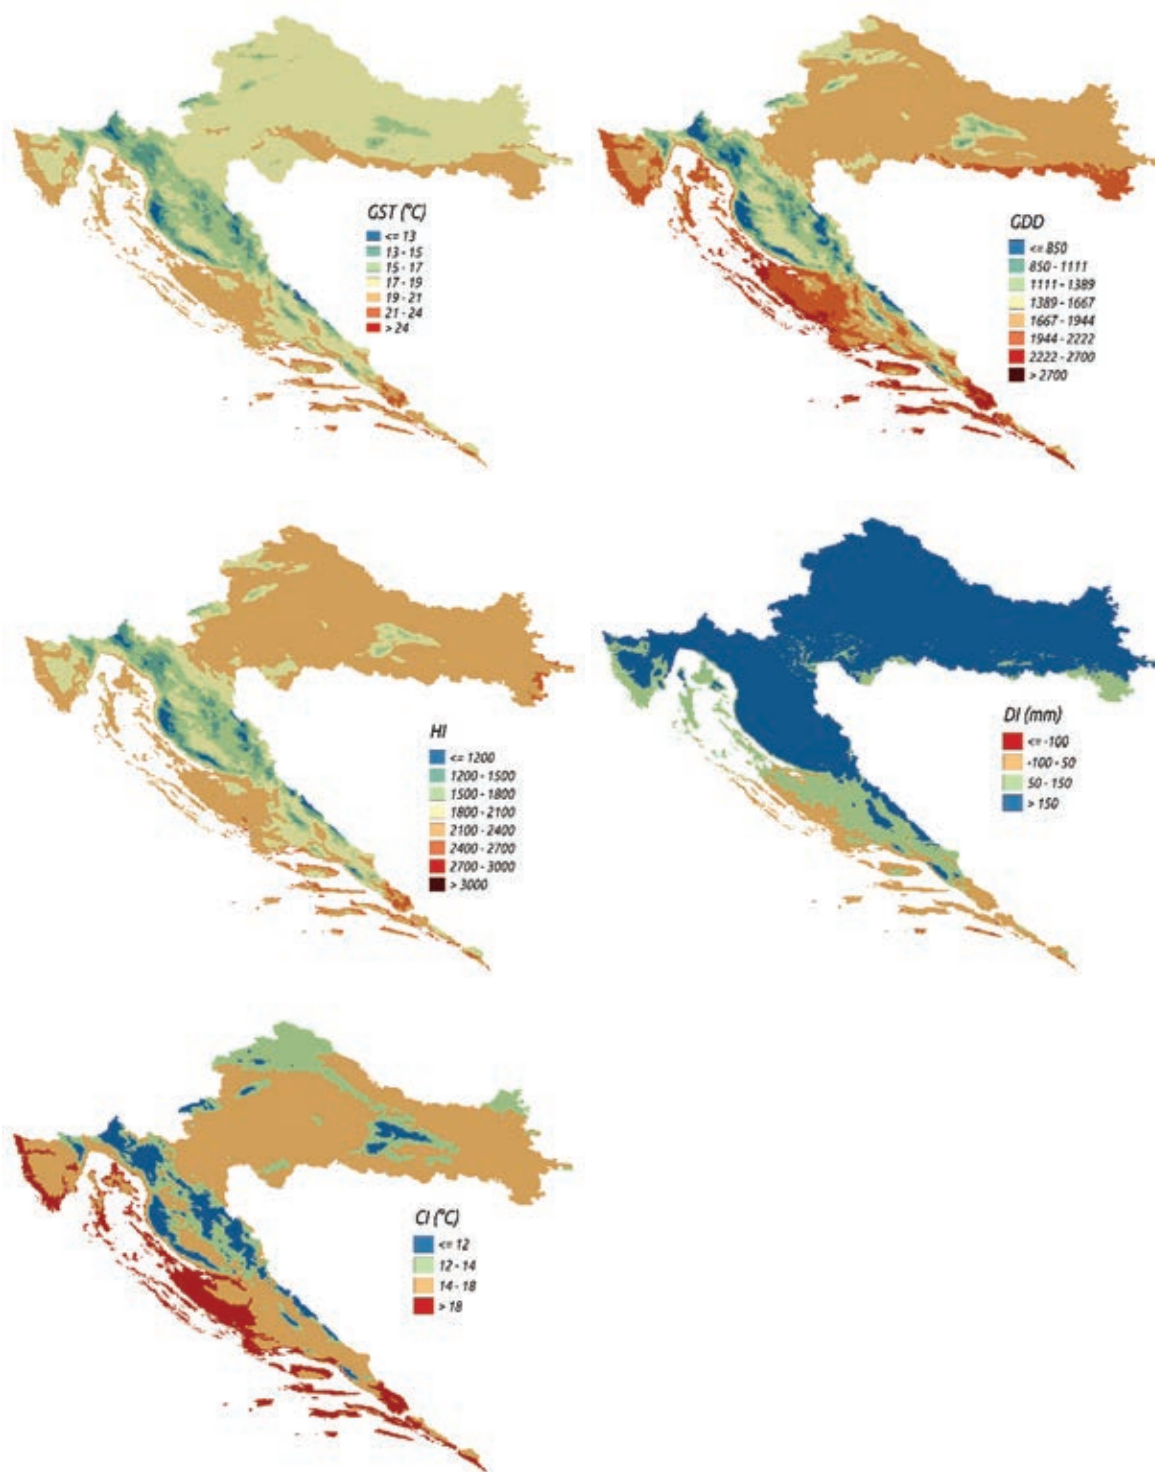 GST (°C)
<= 13
13 - 15
15 - 17
17 - 19
19 - 21
21 - 24
> 24
GDD
<= 850
850 - 1111
1111 - 1389
1389 - 1667
1667 - 1944
1944 - 2222
2222 - 2700
> 2700
HI
<= 1200
1200 - 1500
1500 - 1800
1800 - 2100
2100 - 2400
2400 - 2700
2700 - 3000
> 3000
DI (mm)
<= -100
-100 - 50
50 - 150
> 150
CI (°C)
<= 12
12 - 14
14 - 18
> 18